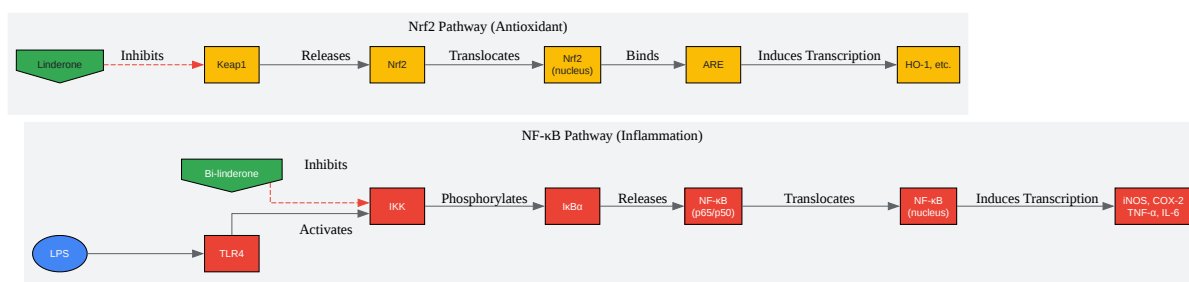 Nrf2 Pathway (Antioxidant)
Linderone
Inhibits
Keap1
Releases
Nrf2
Translocates
Nrf2
(nucleus)
Binds
ARE
Induces Transcription
HO-1, etc.
NF-κB Pathway (Inflammation)
Bi-linderone
Inhibits
LPS
TLR4
Activates
IKK
Phosphorylates
IκBα
Releases
NF-κB
(p65/p50)
Translocates
NF-κB
(nucleus)
Induces Transcription
iNOS, COX-2
TNF-α, IL-6